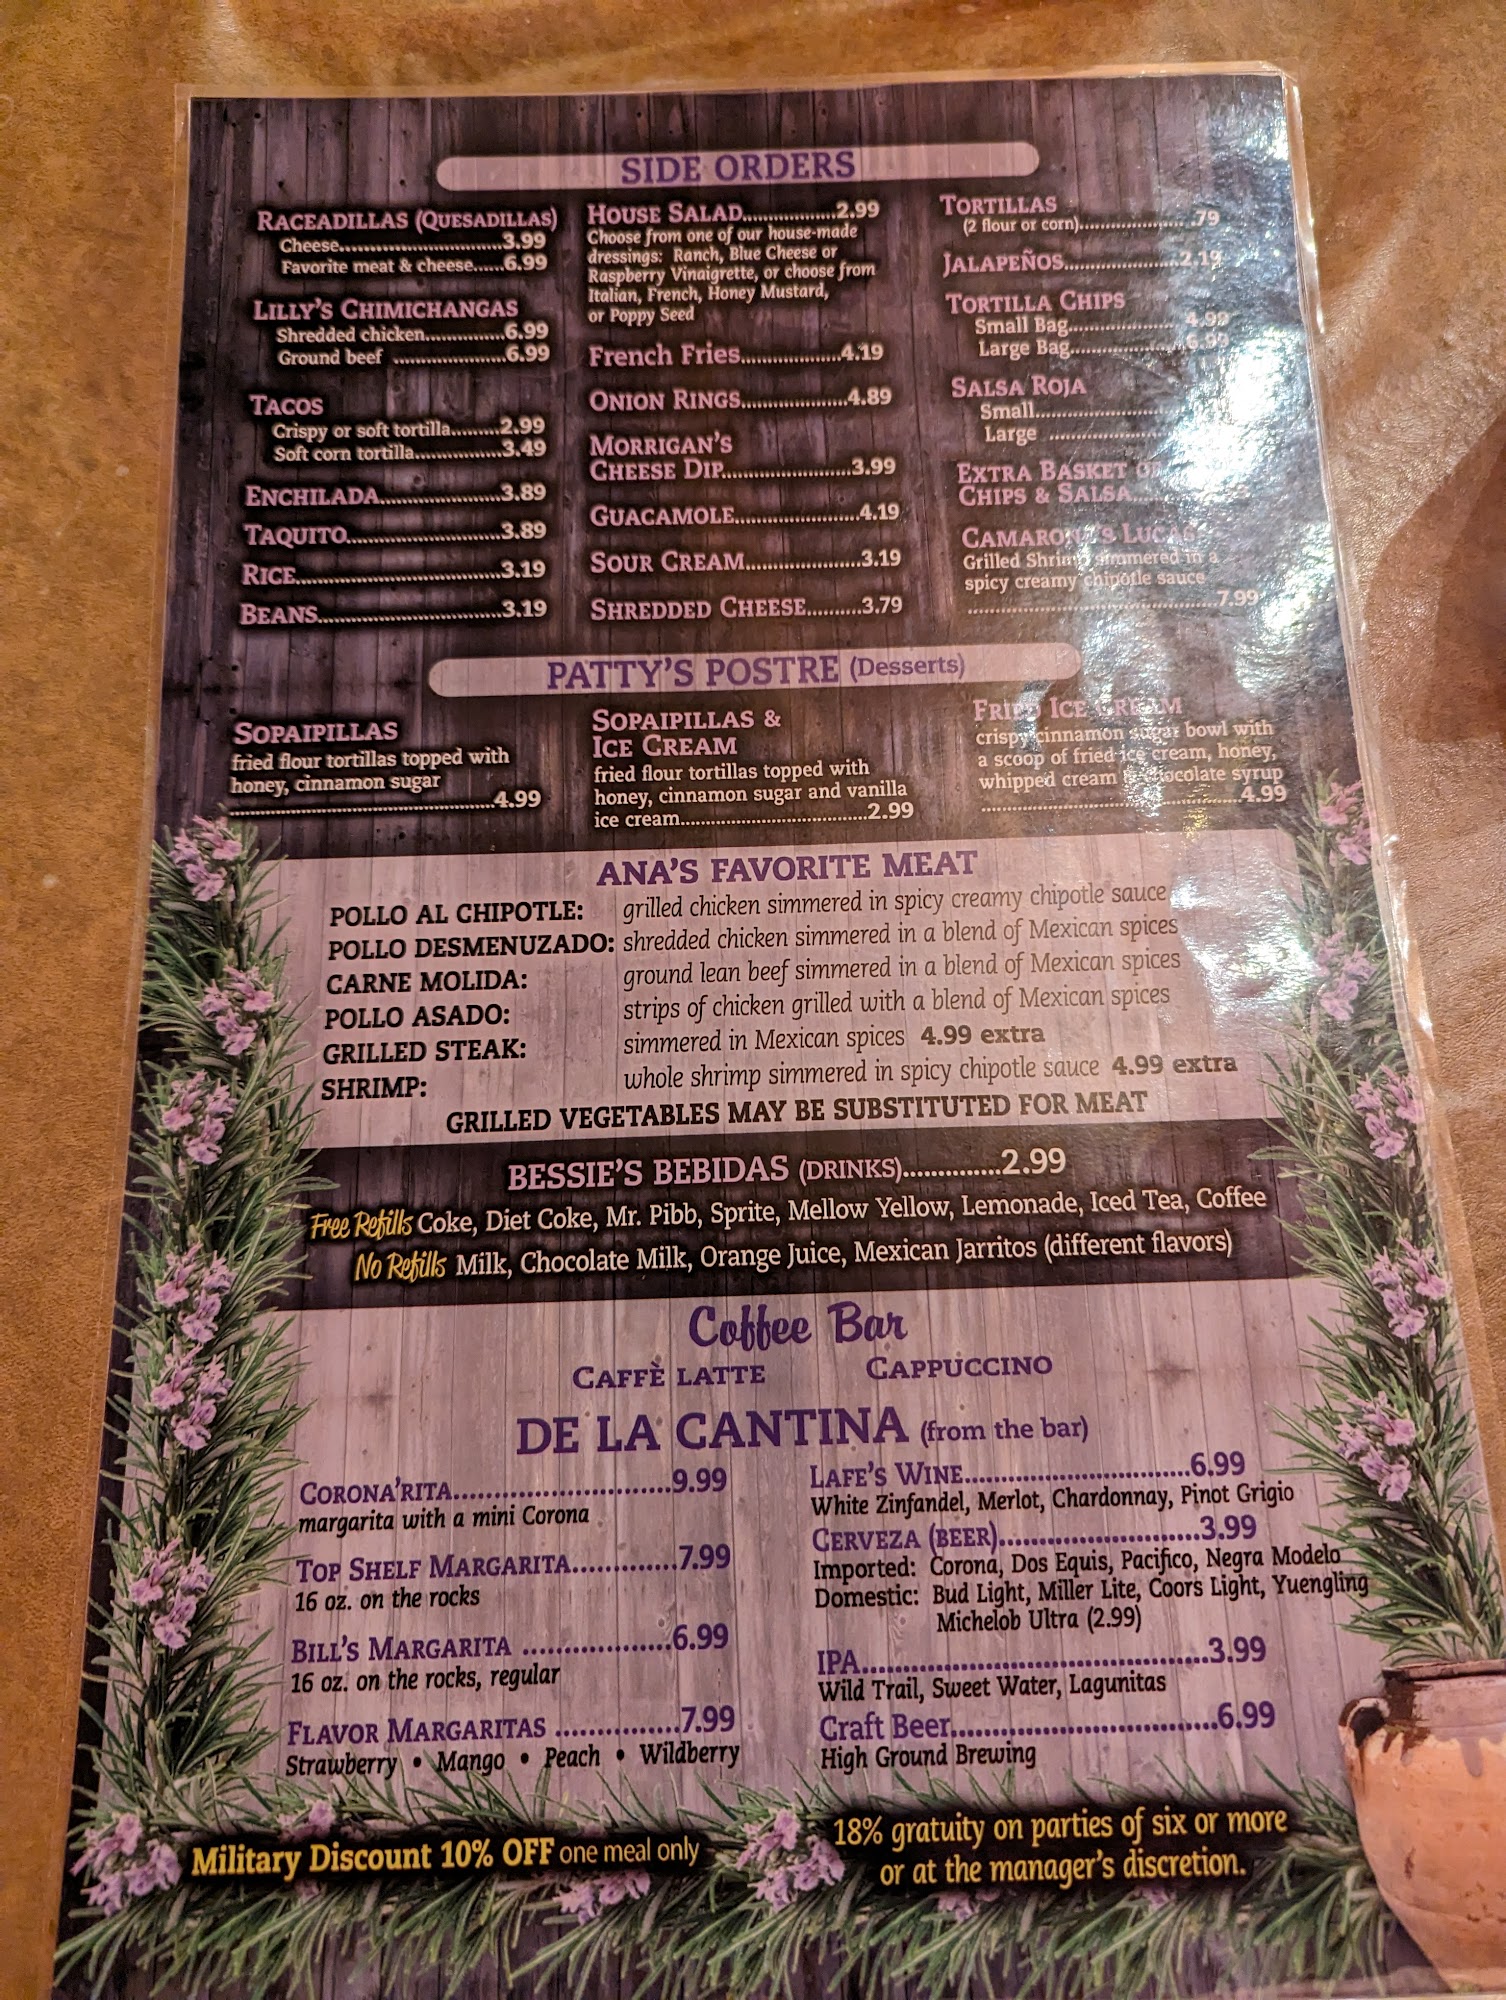 SIDE ORDERS
RACEADILLAS (QUESADILLAS)
Cheese..............................3.99
Favorite meat & cheese......6.99
LILLY'S CHIMICHANGAS
Shredded chicken..............6.99
Ground beef ....................6.99
TACOS
Crispy or soft tortilla.........2.99
Soft corn tortilla................3.49
ENCHILADA......................3.89
TAQUITO............................3.89
RICE.....................................3.19
BEANS..................................3.19
HOUSE SALAD.................2.99
Choose from one of our house-made
dressings: Ranch, Blue Cheese or
Raspberry Vinaigrette, or choose from
Italian, French, Honey Mustard,
or Poppy Seed
French Fries..................4.19
ONION RINGS...................4.89
MORRIGAN'S
CHEESE DIP.......................3.99
GUACAMOLE......................4.19
SOUR CREAM.....................3.19
SHREDDED CHEESE..........3.79
TORTILLAS
(2 flour or corn).....................79
JALAPEÑOS.....................2.19
TORTILLA CHIPS
Small Bag................... 4.99
Large Bag.....................6.99
SALSA ROJA
Small.........................
Large .......................
EXTRA BASKET
CHIPS & SALSA......
CAMARONA'S LUCAS
Grilled Shrimp simmered in a
spicy creamy chipotle sauce
.............................................7.99
PATTY'S POSTRE (Desserts)
SOPAIPILLAS
fried flour tortillas topped with
honey, cinnamon sugar
................................................4.99
SOPAIPILLAS &
ICE CREAM
fried flour tortillas topped with
honey, cinnamon sugar and vanilla
ice cream..................................2.99
FRIED ICE CREAM
crispy cinnamon sugar bowl with
a scoop of fried ice cream, honey,
whipped cream & chocolate syrup
...............................................4.99
ANA'S FAVORITE MEAT
POLLO AL CHIPOTLE: grilled chicken simmered in spicy creamy chipotle sauce
POLLO DESMENUZADO: shredded chicken simmered in a blend of Mexican spices
CARNE MOLIDA: ground lean beef simmered in a blend of Mexican spices
POLLO ASADO: strips of chicken grilled with a blend of Mexican spices
GRILLED STEAK: simmered in Mexican spices 4.99 extra
SHRIMP: whole shrimp simmered in spicy chipotle sauce 4.99 extra
GRILLED VEGETABLES MAY BE SUBSTITUTED FOR MEAT
BESSIE'S BEBIDAS (DRINKS)..............2.99
Free Refills Coke, Diet Coke, Mr. Pibb, Sprite, Mellow Yellow, Lemonade, Iced Tea, Coffee
No Refills Milk, Chocolate Milk, Orange Juice, Mexican Jarritos (different flavors)
Coffee Bar
CAFFÈ LATTE CAPPUCCINO
DE LA CANTINA (from the bar)
CORONA'RITA...........................9.99
margarita with a mini Corona
TOP SHELF MARGARITA.............7.99
16 oz. on the rocks
BILL'S MARGARITA ..................6.99
16 oz. on the rocks, regular
FLAVOR MARGARITAS ...............7.99
Strawberry • Mango • Peach • Wildberry
LAFE'S WINE.............................6.99
White Zinfandel, Merlot, Chardonnay, Pinot Grigio
CERVEZA (BEER).........................3.99
Imported: Corona, Dos Equis, Pacifico, Negra Modelo
Domestic: Bud Light, Miller Lite, Coors Light, Yuengling
Michelob Ultra (2.99)
IPA............................................3.99
Wild Trail, Sweet Water, Lagunitas
Craft Beer.................................6.99
High Ground Brewing
Military Discount 10% OFF one meal only
18% gratuity on parties of six or more
or at the manager's discretion.